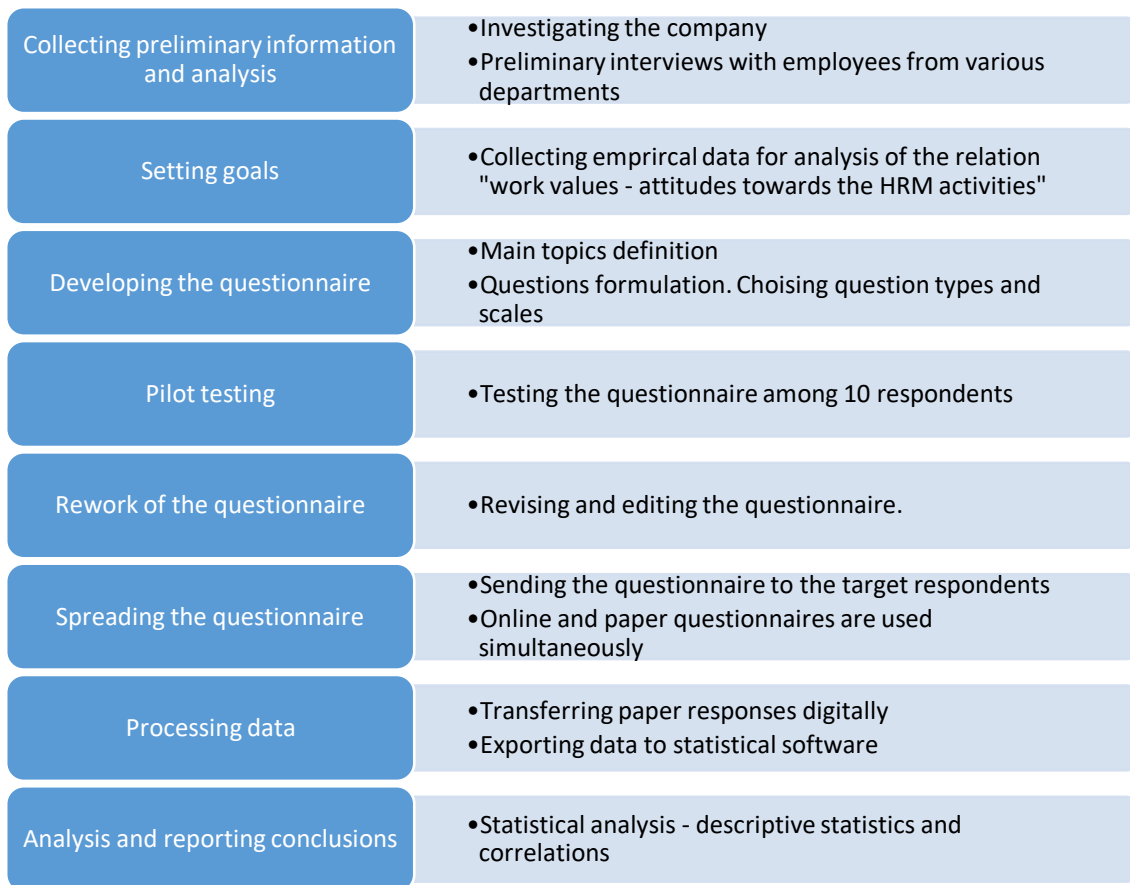 Collecting preliminary information
and analysis
•Investigating the company
•Preliminary interviews with employees from various
departments
Setting goals
•Collecting emprircal data for analysis of the relation
"work values - attitudes towards the HRM activities"
Developing the questionnaire
•Main topics definition
•Questions formulation. Choising question types and
scales
Pilot testing
•Testing the questionnaire among 10 respondents
Rework of the questionnaire
•Revising and editing the questionnaire.
Spreading the questionnaire
•Sending the questionnaire to the target respondents
•Online and paper questionnaires are used
simultaneously
Processing data
•Transferring paper responses digitally
•Exporting data to statistical software
Analysis and reporting conclusions
•Statistical analysis - descriptive statistics and
correlations